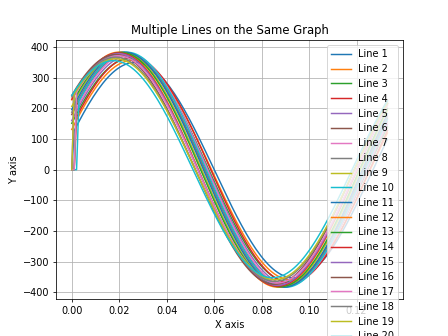 Multiple Lines on the Same Graph
400
300
200
100
0
−100
−200
−300
−400
Y axis
0.00
0.02
0.04
0.06
0.08
0.10
X axis
Line 1
Line 2
Line 3
Line 4
Line 5
Line 6
Line 7
Line 8
Line 9
Line 10
Line 11
Line 12
Line 13
Line 14
Line 15
Line 16
Line 17
Line 18
Line 19
Line 20